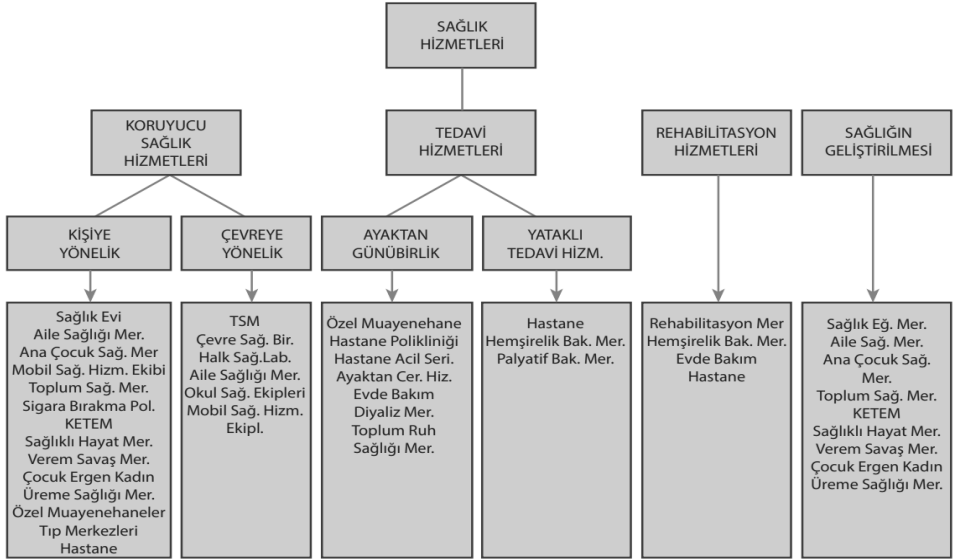 SAĞLIK
HİZMETLERİ
KORUYUCU
SAĞLIK
HİZMETLERİ
TEDAVİ
HİZMETLERİ
REHABİLİTASYON
HİZMETLERİ
SAĞLIĞIN
GELİŞTİRİLMESİ
KİŞİYE
YÖNELİK
ÇEVREYE
YÖNELİK
AYAKTAN
GÜNÜBİRLİK
YATAKLI
TEDAVİ HİZM.
Sağlık Evi
Aile Sağlığı Mer.
Ana Çocuk Sağ. Mer
Mobil Sağ. Hizm. Ekibi
Toplum Sağ. Mer.
Sigara Bırakma Pol.
KETEM
Sağlıklı Hayat Mer.
Verem Savaş Mer.
Çocuk Ergen Kadın
Üreme Sağlığı Mer.
Özel Muayenehaneler
Tıp Merkezleri
Hastane
TSM
Çevre Sağ. Bir.
Halk Sağ.Lab.
Aile Sağlığı Mer.
Okul Sağ. Ekipleri
Mobil Sağ. Hizm.
Ekipl.
Özel Muayenehane
Hastane Polikliniği
Hastane Acil Seri.
Ayaktan Cer. Hiz.
Evde Bakım
Diyaliz Mer.
Toplum Ruh
Sağlığı Mer.
Hastane
Hemşirelik Bak. Mer.
Palyatif Bak. Mer.
Rehabilitasyon Mer
Hemşirelik Bak. Mer.
Evde Bakım
Hastane
Sağlık Eğ. Mer.
Aile Sağ. Mer.
Ana Çocuk Sağ.
Mer.
Toplum Sağ. Mer.
KETEM
Sağlıklı Hayat Mer.
Verem Savaş Mer.
Çocuk Ergen Kadın
Üreme Sağlığı Mer.